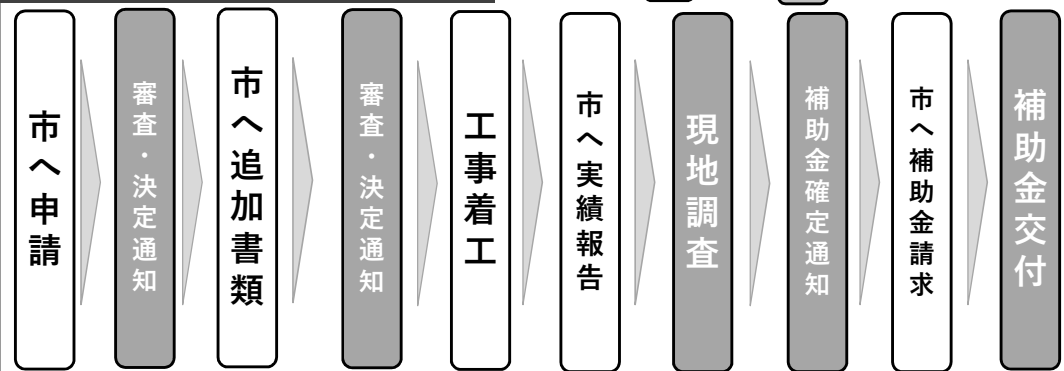 市へ申請
審査・決定通知
市へ追加書類
審査・決定通知
工事着工
市へ実績報告
現地調査
補助金確定通知
市へ補助金請求
補助金交付